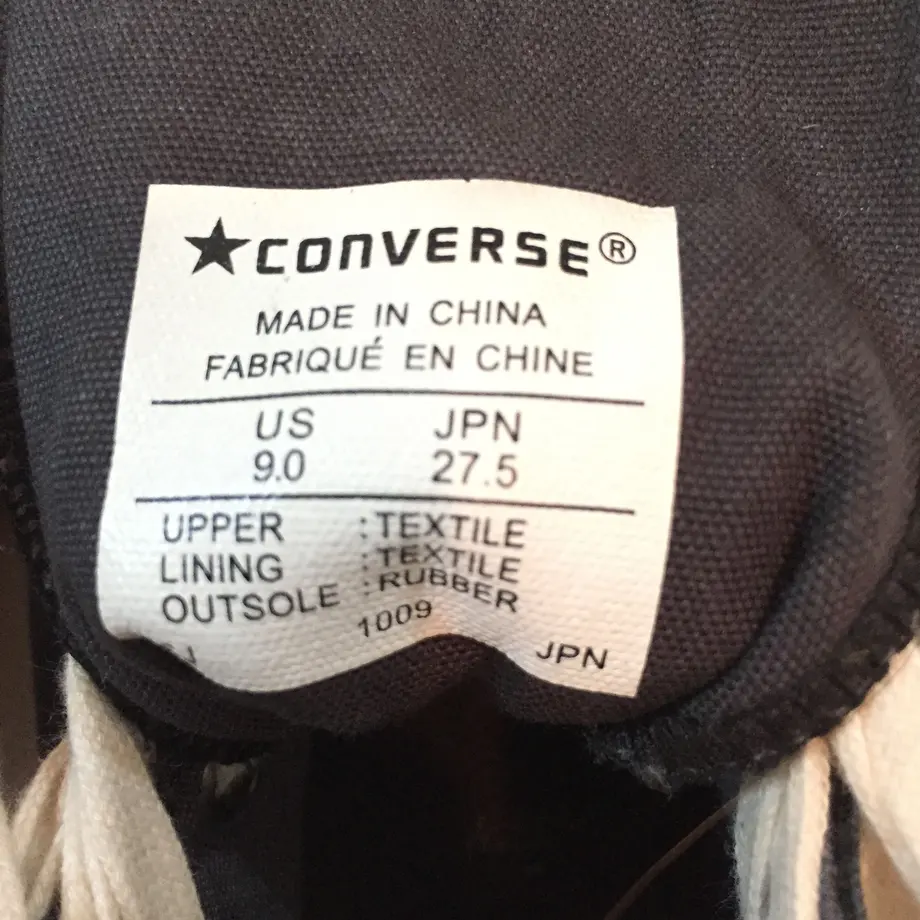 ★CONVERSE®
MADE IN CHINA
FABRIQUÉ EN CHINE
US JPN
9.0 27.5
UPPER :TEXTILE
LINING :TEXTILE
OUTSOLE :RUBBER
1009
JPN